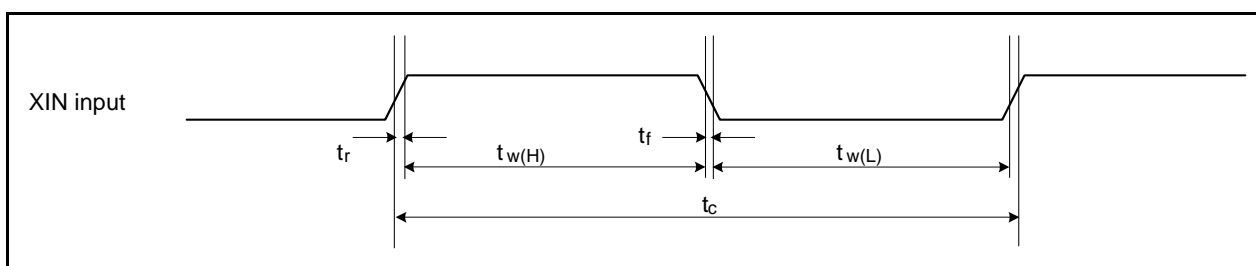 XIN input
tr
tw(H)
tf
tw(L)
tc